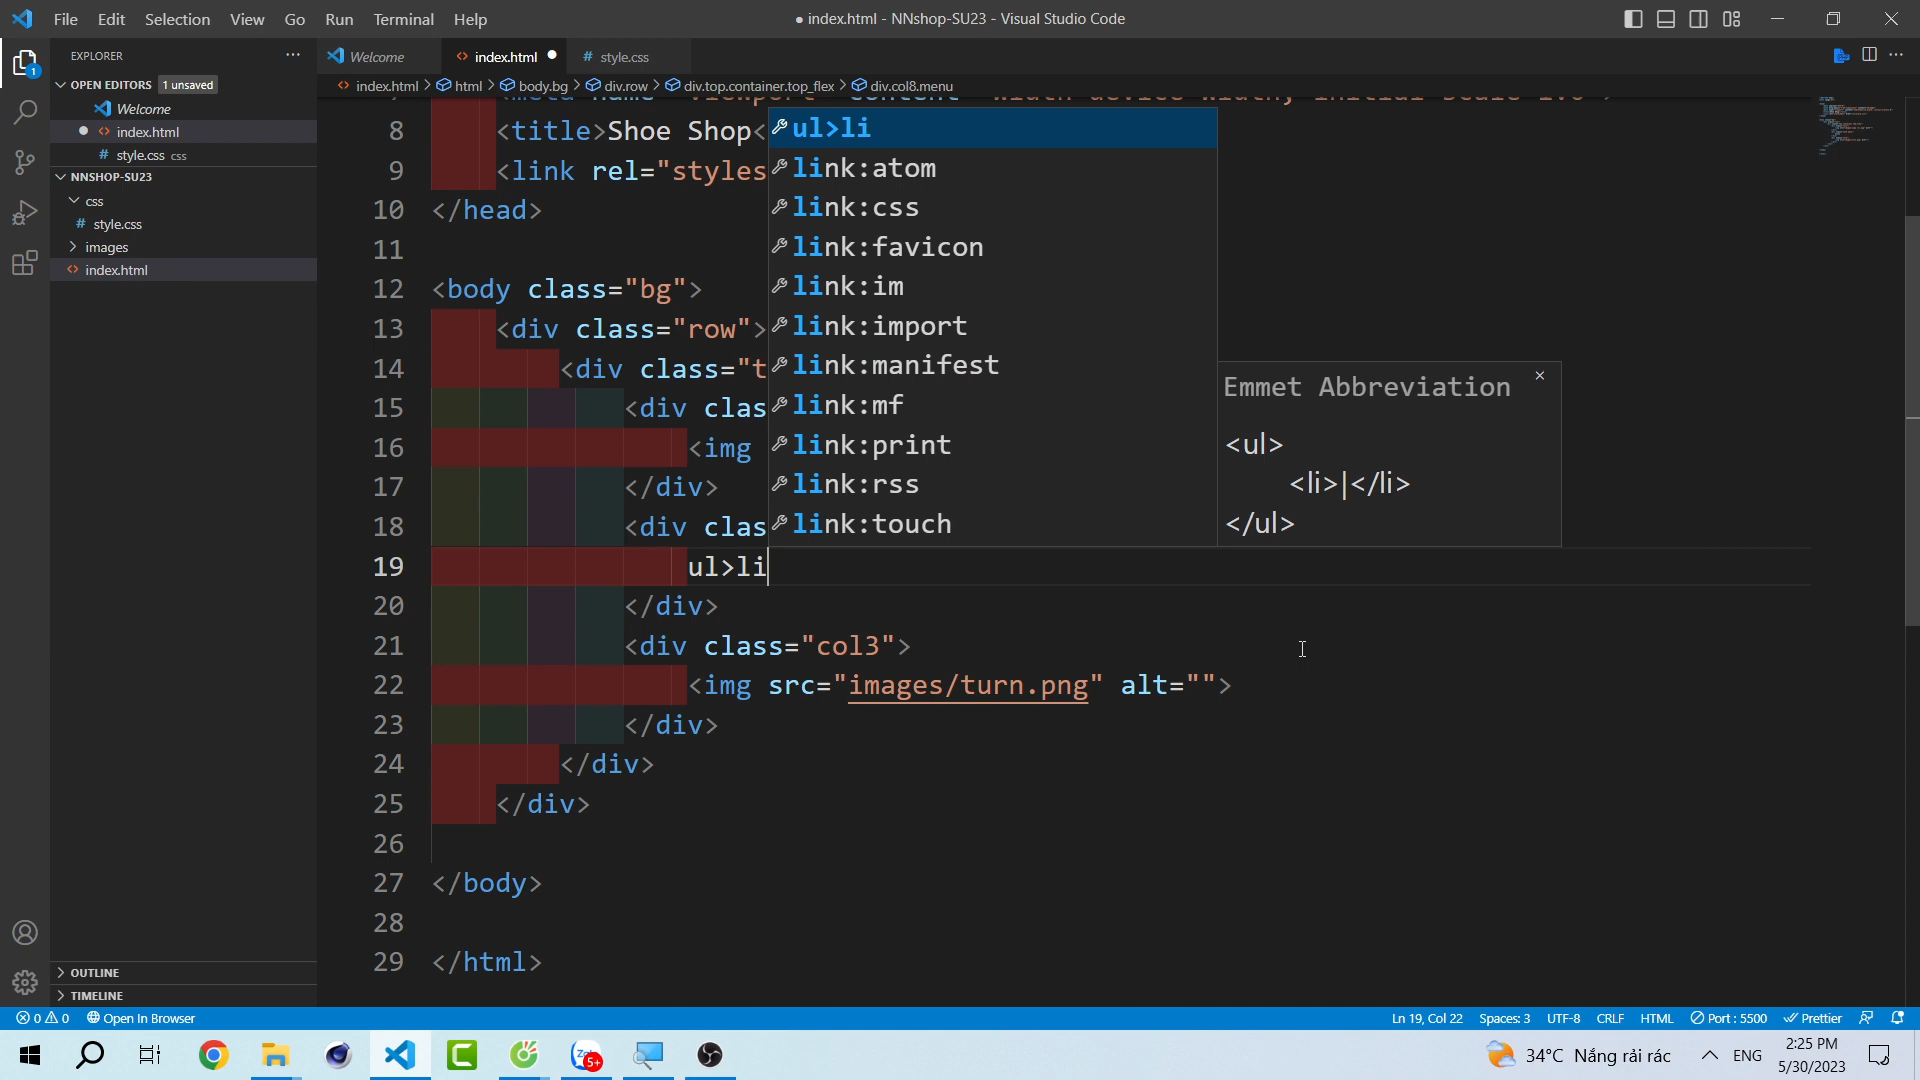 File Edit Selection View Go Run Terminal Help
● index.html - NNshop-SU23 - Visual Studio Code
EXPLORER
Welcome
index.html
# style.css
OPEN EDITORS 1 unsaved
index.html > html > body.bg > div.row > div.top.container.top_flex > div.col8.menu
Welcome
index.html
# style.css css
NNSHOP-SU23
css
# style.css
images
index.html
8 <title>Shoe Shop<
9 <link rel="styles
10 </head>
11
12 <body class="bg">
13 <div class="row">
14 <div class="t
15 <div clas
16 <img
17 </div>
18 <div clas
19 ul>li
20 </div>
21 <div class="col3">
22 <img src="images/turn.png" alt="">
23 </div>
24 </div>
25 </div>
26
27 </body>
28
29 </html>
ul>li
link:atom
link:css
link:favicon
link:im
link:import
link:manifest
link:mf
link:print
link:rss
link:touch
Emmet Abbreviation
<ul>
<li>|</li>
</ul>
OUTLINE
TIMELINE
0 0 Open In Browser
Ln 19, Col 22 Spaces: 3 UTF-8 CRLF HTML Port : 5500 Prettier
5+
34°C Nắng rải rác ENG
2:25 PM
5/30/2023